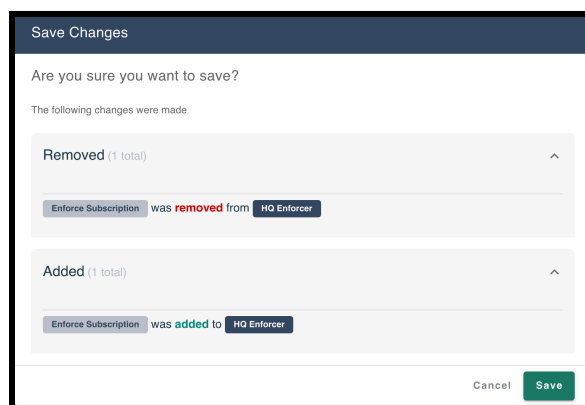 Save Changes
Are you sure you want to save?
The following changes were made
Removed (1 total)
Enforce Subscription was removed from HQ Enforcer
Added (1 total)
Enforce Subscription was added to HQ Enforcer
Cancel Save